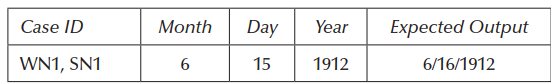 Case ID Month Day Year Expected Output
WN1, SN1 6 15 1912 6/16/1912